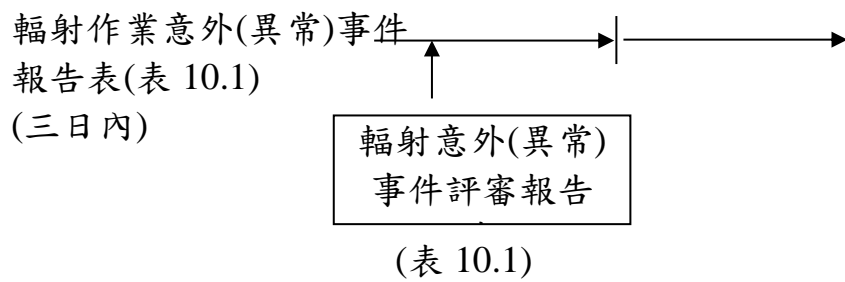 輻射作業意外(異常)事件
報告表(表 10.1)
(三日內)
輻射意外(異常)
事件評審報告
(表 10.1)